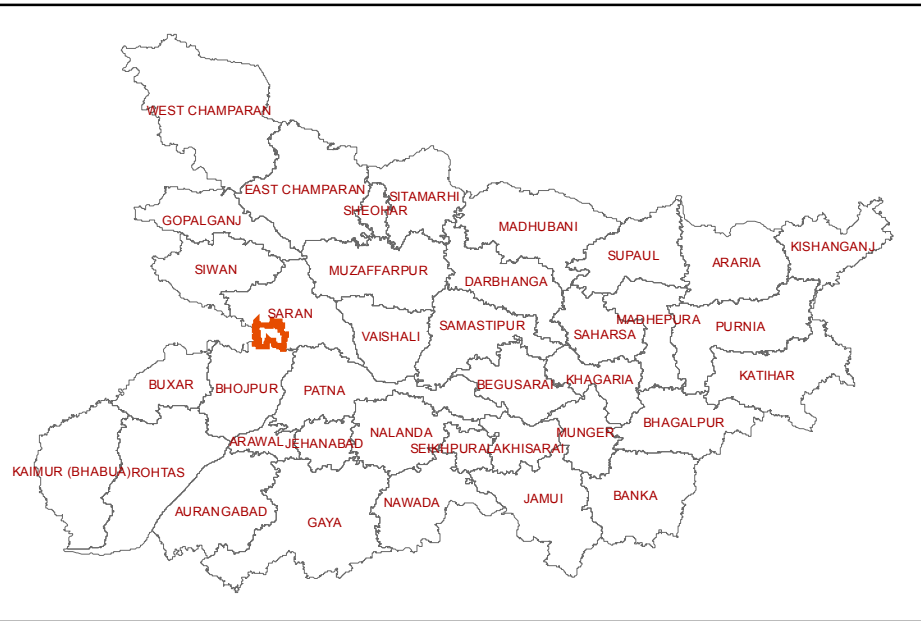 WEST CHAMPARAN
EAST CHAMPARAN
SITAMARHI
SHEOHAR
GOPALGANJ
MADHUBANI
KISHANGANJ
SUPAUL
ARARIA
SIWAN
MUZAFFARPUR
DARBHANGA
SARAN
MADHEPURA
SAMASTIPUR
PURNIA
VAISHALI
SAHARSA
KATIHAR
BUXAR
BHOJPUR
PATNA
BEGUSARAI
KHAGARIA
BHAGALPUR
NALANDA
MUNGER
ARAWAL
JEHANABAD
SEIKHPURA
LAKHISARAT
KAIMUR (BHABUA)
ROHTAS
JAMUI
BANKA
NAWADA
AURANGABAD
GAYA